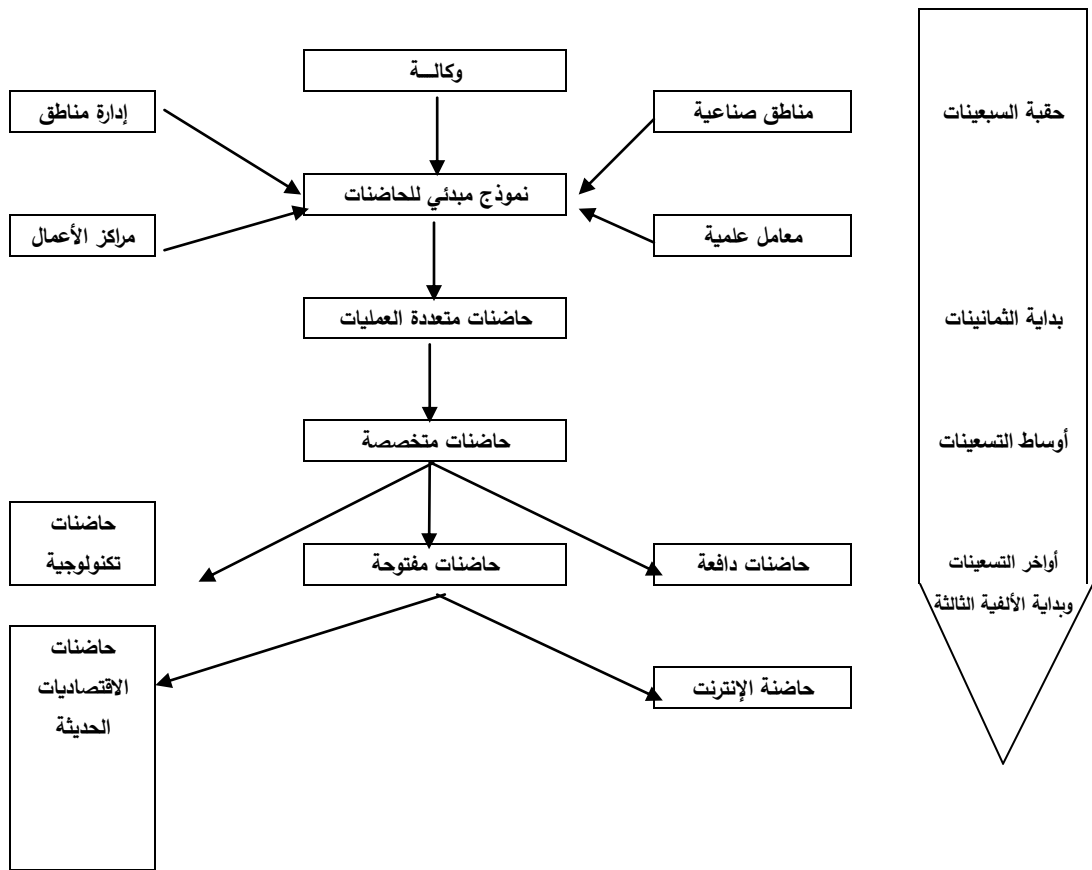 وكالـــة
مناطق صناعية
إدارة مناطق
حقبة السبعينات
نموذج مبدئي للحاضنات
معامل علمية
مراكز الأعمال
حاضنات متعددة العمليات
بداية الثمانينات
حاضنات متخصصة
أوساط التسعينات
حاضنات
تكنولوجية
حاضنات مفتوحة
حاضنات دافعة
أواخر التسعينات
وبداية الألفية الثالثة
حاضنات
الاقتصاديات
الحديثة
حاضنة الإنترنت